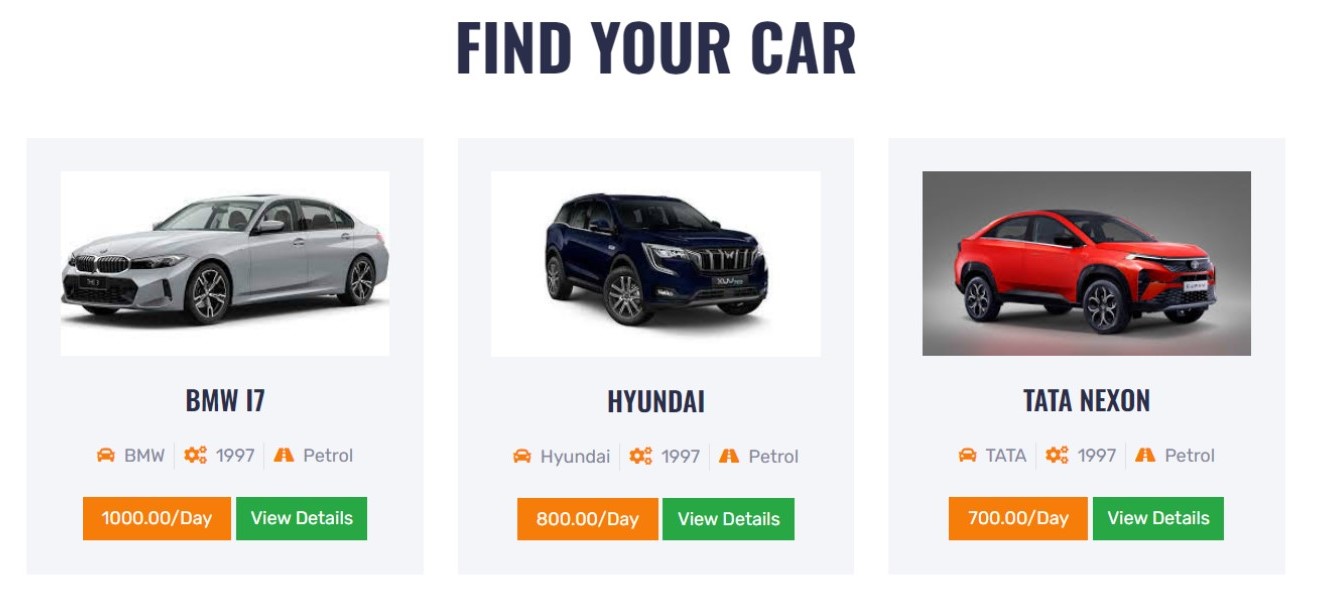 FIND YOUR CAR
BMW I7
BMW 1997 Petrol
1000.00/Day View Details
HYUNDAI
Hyundai 1997 Petrol
800.00/Day View Details
TATA NEXON
TATA 1997 Petrol
700.00/Day View Details